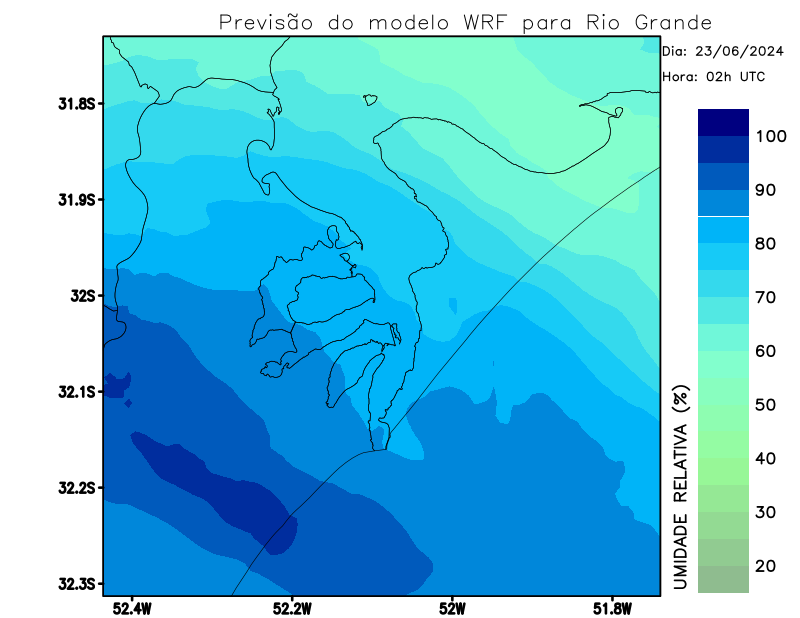 Previsão do modelo WRF para Rio Grande
Dia: 23/06/2024
Hora: 02h UTC
31.8S
31.9S
32S
32.1S
32.2S
32.3S
52.4W
52.2W
52W
51.8W
100
90
80
70
60
50
40
30
20
UMIDADE RELATIVA (%)